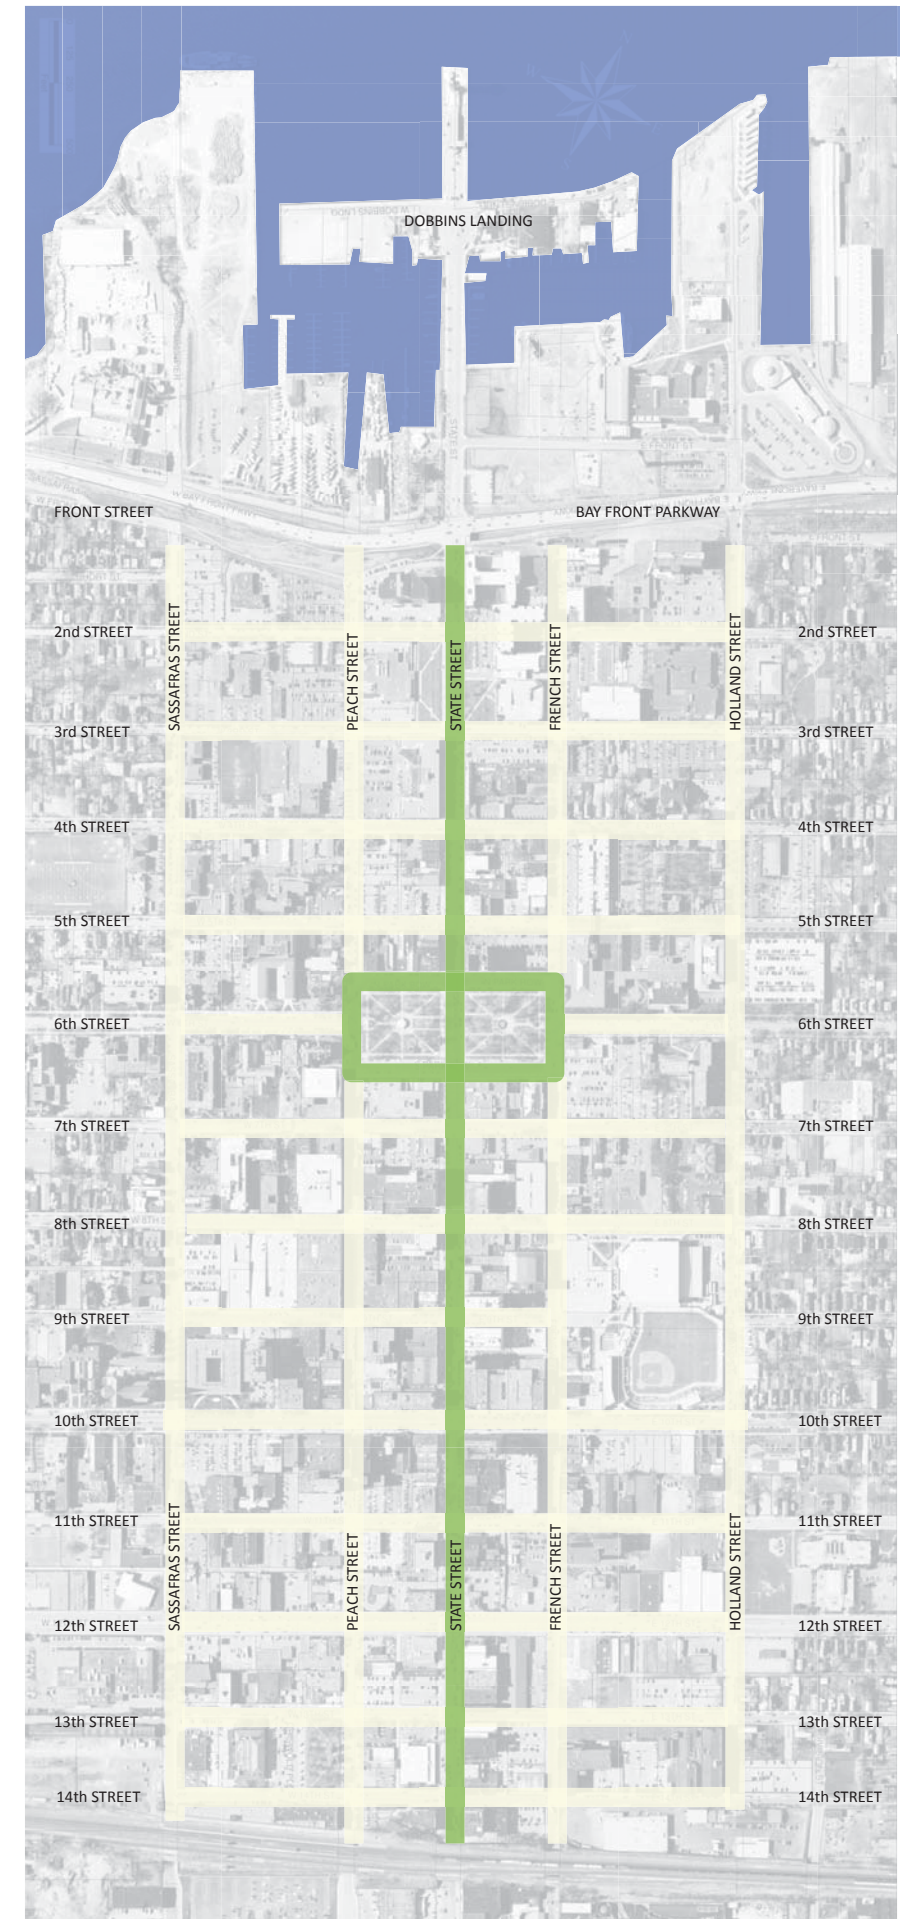 DOBBINS LANDING
FRONT STREET
BAY FRONT PARKWAY
SASSAFRAS STREET
PEACH STREET
STATE STREET
FRENCH STREET
HOLLAND STREET
2nd STREET
2nd STREET
3rd STREET
3rd STREET
4th STREET
4th STREET
5th STREET
5th STREET
6th STREET
6th STREET
7th STREET
7th STREET
8th STREET
8th STREET
9th STREET
9th STREET
10th STREET
10th STREET
11th STREET
11th STREET
SASSAFRAS STREET
PEACH STREET
STATE STREET
FRENCH STREET
HOLLAND STREET
12th STREET
12th STREET
13th STREET
13th STREET
14th STREET
14th STREET